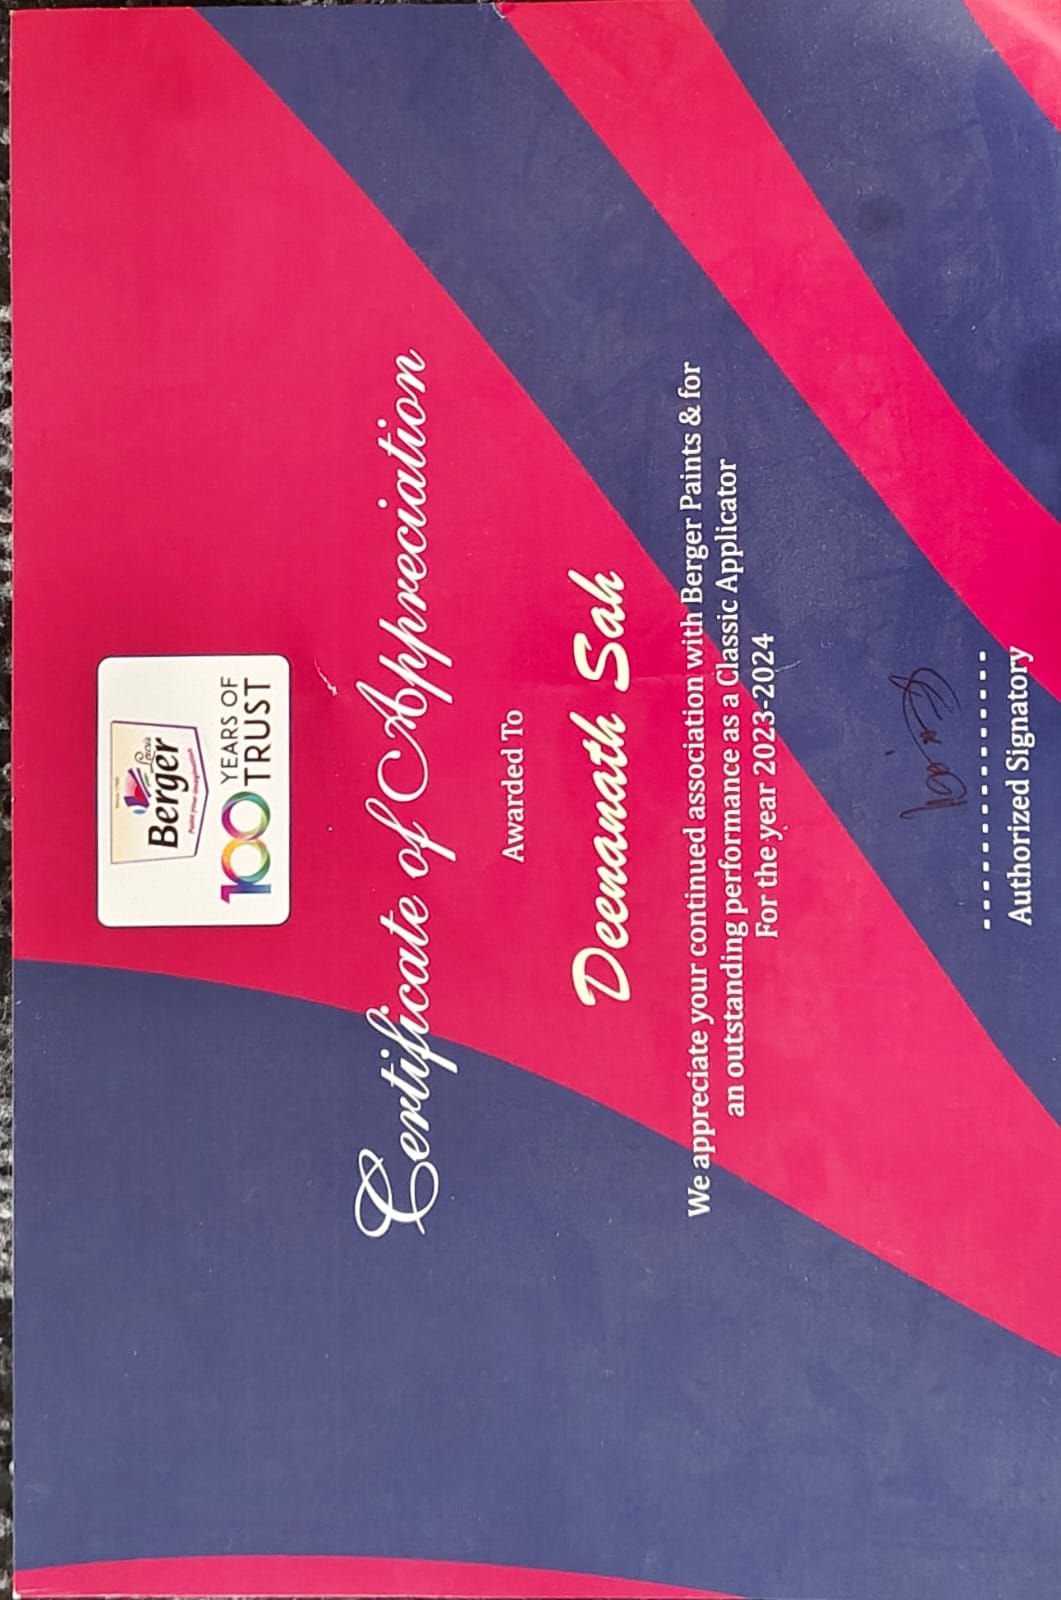 Since 1760
Lewis
Berger
Paint your imagination
100 YEARS OF
TRUST
Certificate of Appreciation
Awarded To
Deenanath Sah
We appreciate your continued association with Berger Paints & for
an outstanding performance as a Classic Applicator
For the year 2023-2024
Authorized Signatory